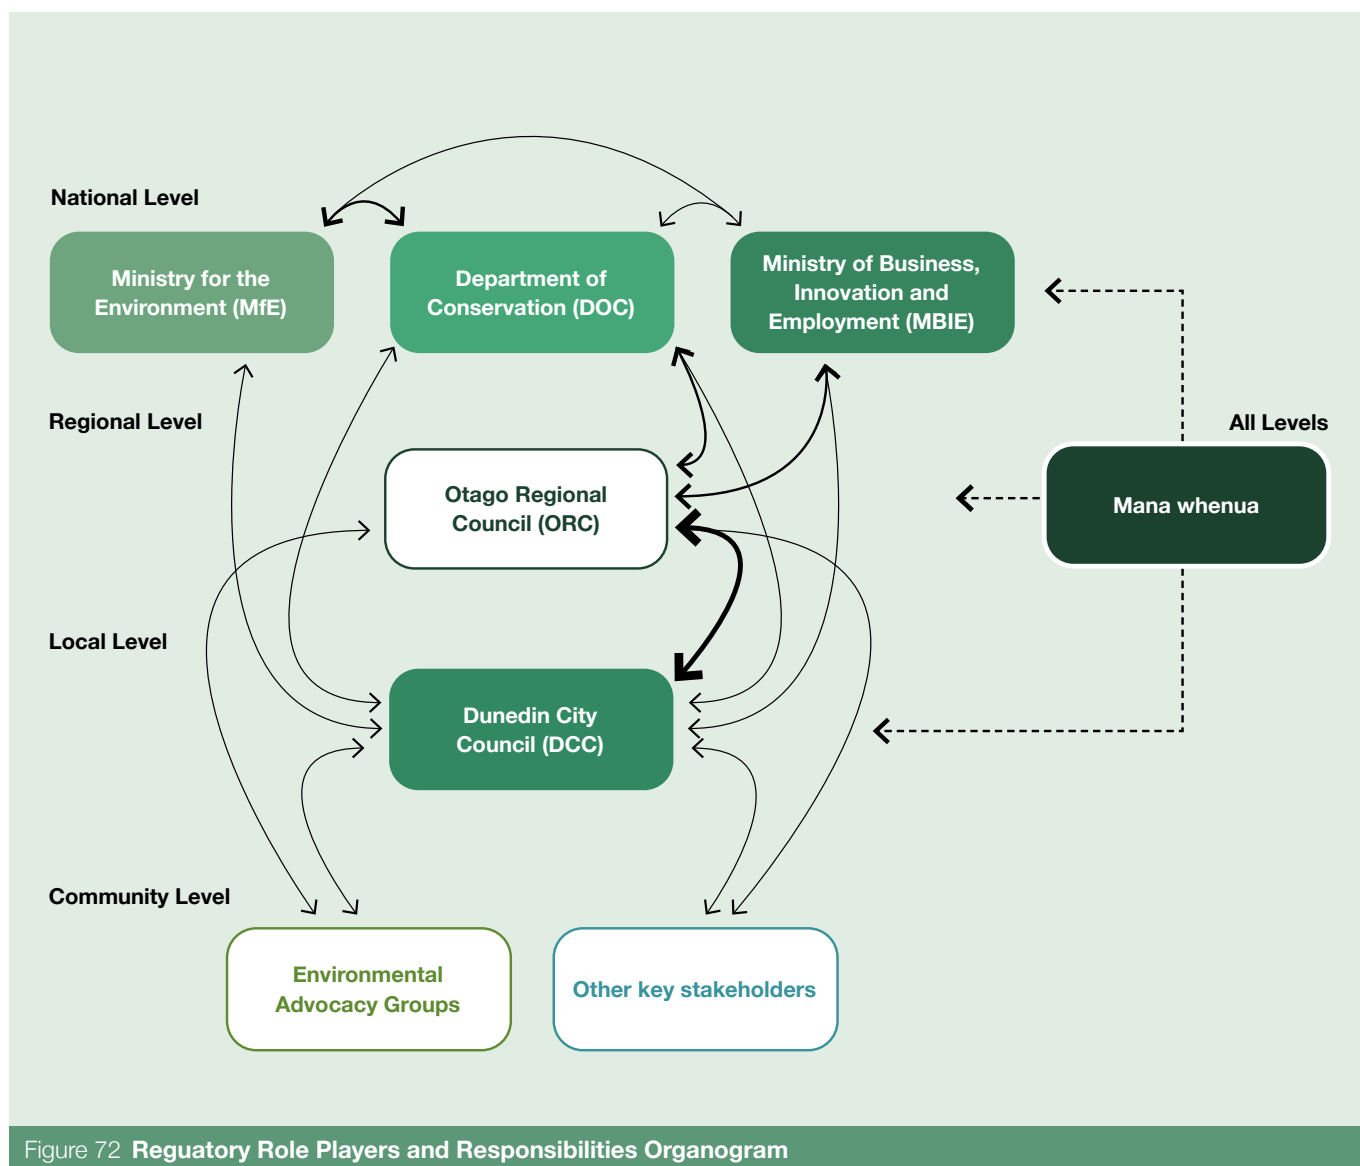 National Level
Ministry for the
Environment (MfE)
Department of
Conservation (DOC)
Ministry of Business,
Innovation and
Employment (MBIE)
Regional Level
All Levels
Otago Regional
Council (ORC)
Mana whenua
Local Level
Dunedin City
Council (DCC)
Community Level
Environmental
Advocacy Groups
Other key stakeholders
Figure 72 Reguatory Role Players and Responsibilities Organogram